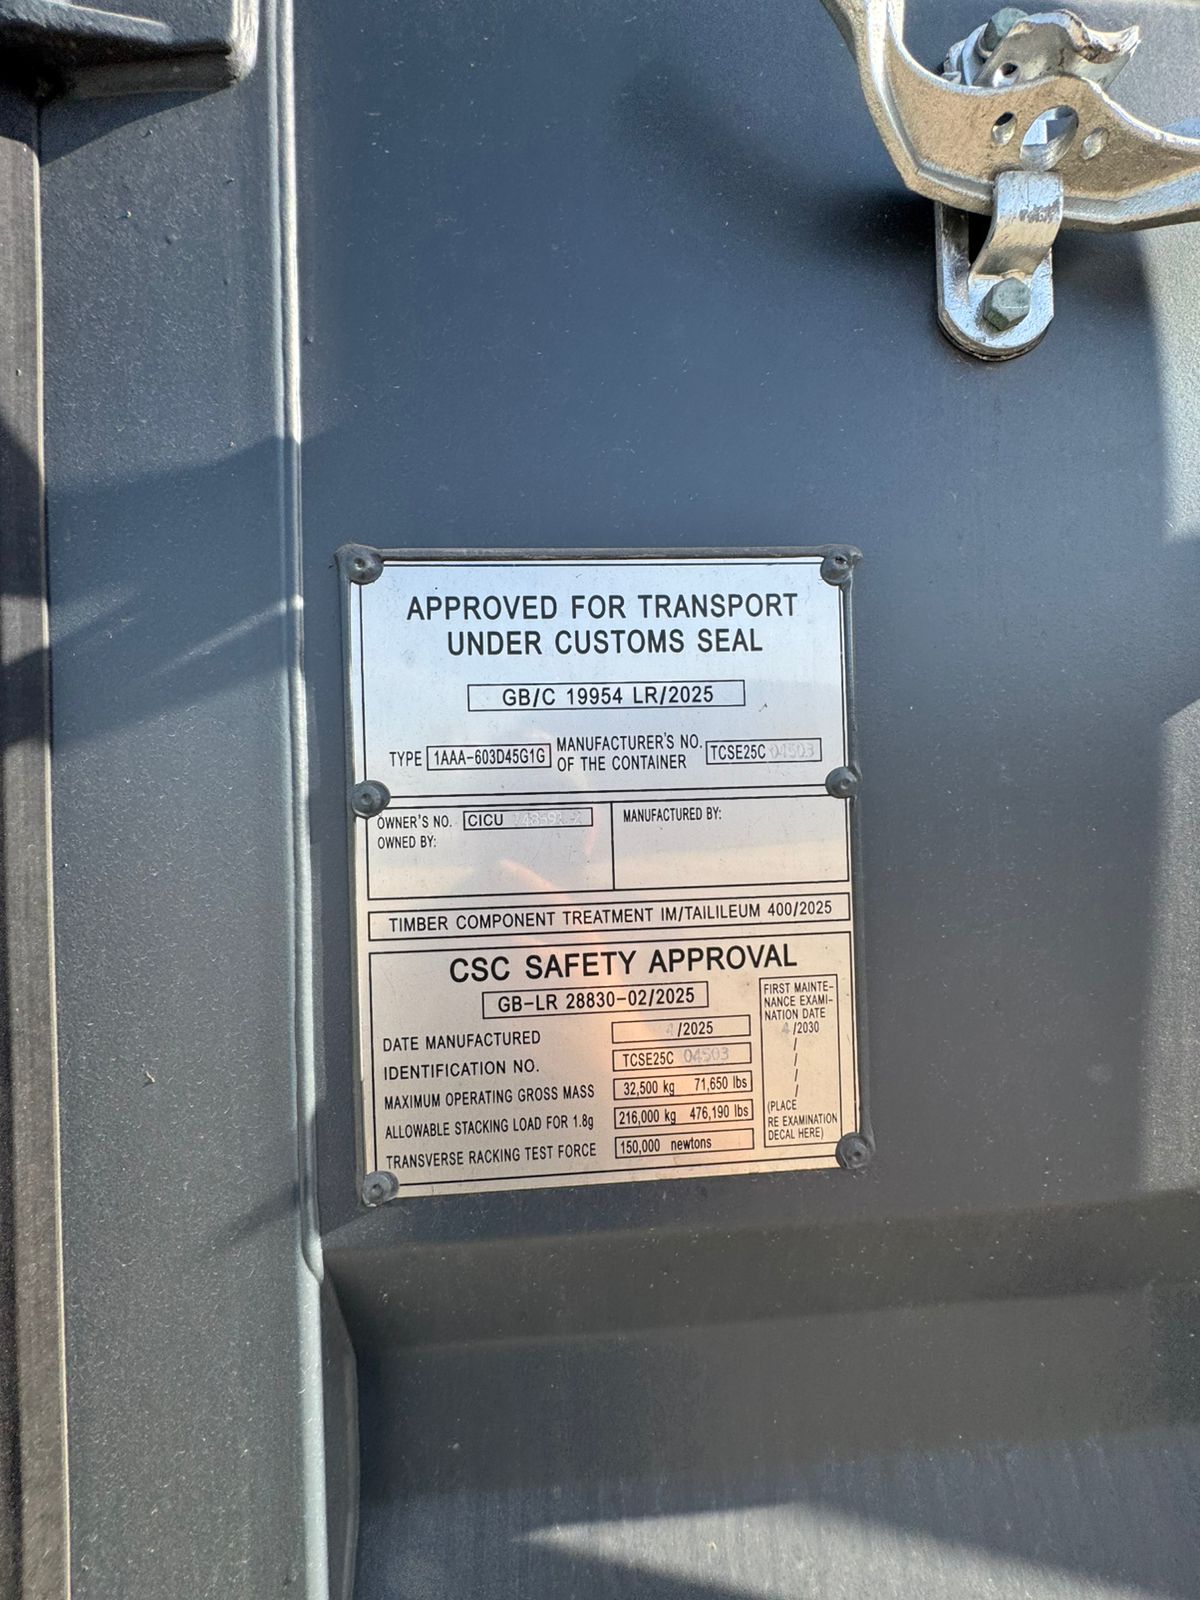 APPROVED FOR TRANSPORT
UNDER CUSTOMS SEAL
GB/C 19954 LR/2025
TYPE 1AAA-603D45G1G MANUFACTURER'S NO. OF THE CONTAINER TCSE25C 04503
OWNER'S NO. CICU
OWNED BY:
MANUFACTURED BY:
TIMBER COMPONENT TREATMENT IM/TAILILEUM 400/2025
CSC SAFETY APPROVAL
GB-LR 28830-02/2025
DATE MANUFACTURED 4/2025
IDENTIFICATION NO. TCSE25C 04503
MAXIMUM OPERATING GROSS MASS 32,500 kg 71,650 lbs
ALLOWABLE STACKING LOAD FOR 1.8g 216,000 kg 476,190 lbs
TRANSVERSE RACKING TEST FORCE 150,000 newtons
FIRST MAINTE-
NANCE EXAMI-
NATION DATE
4/2030
/
/
/
/
(PLACE
RE EXAMINATION
DECAL HERE)